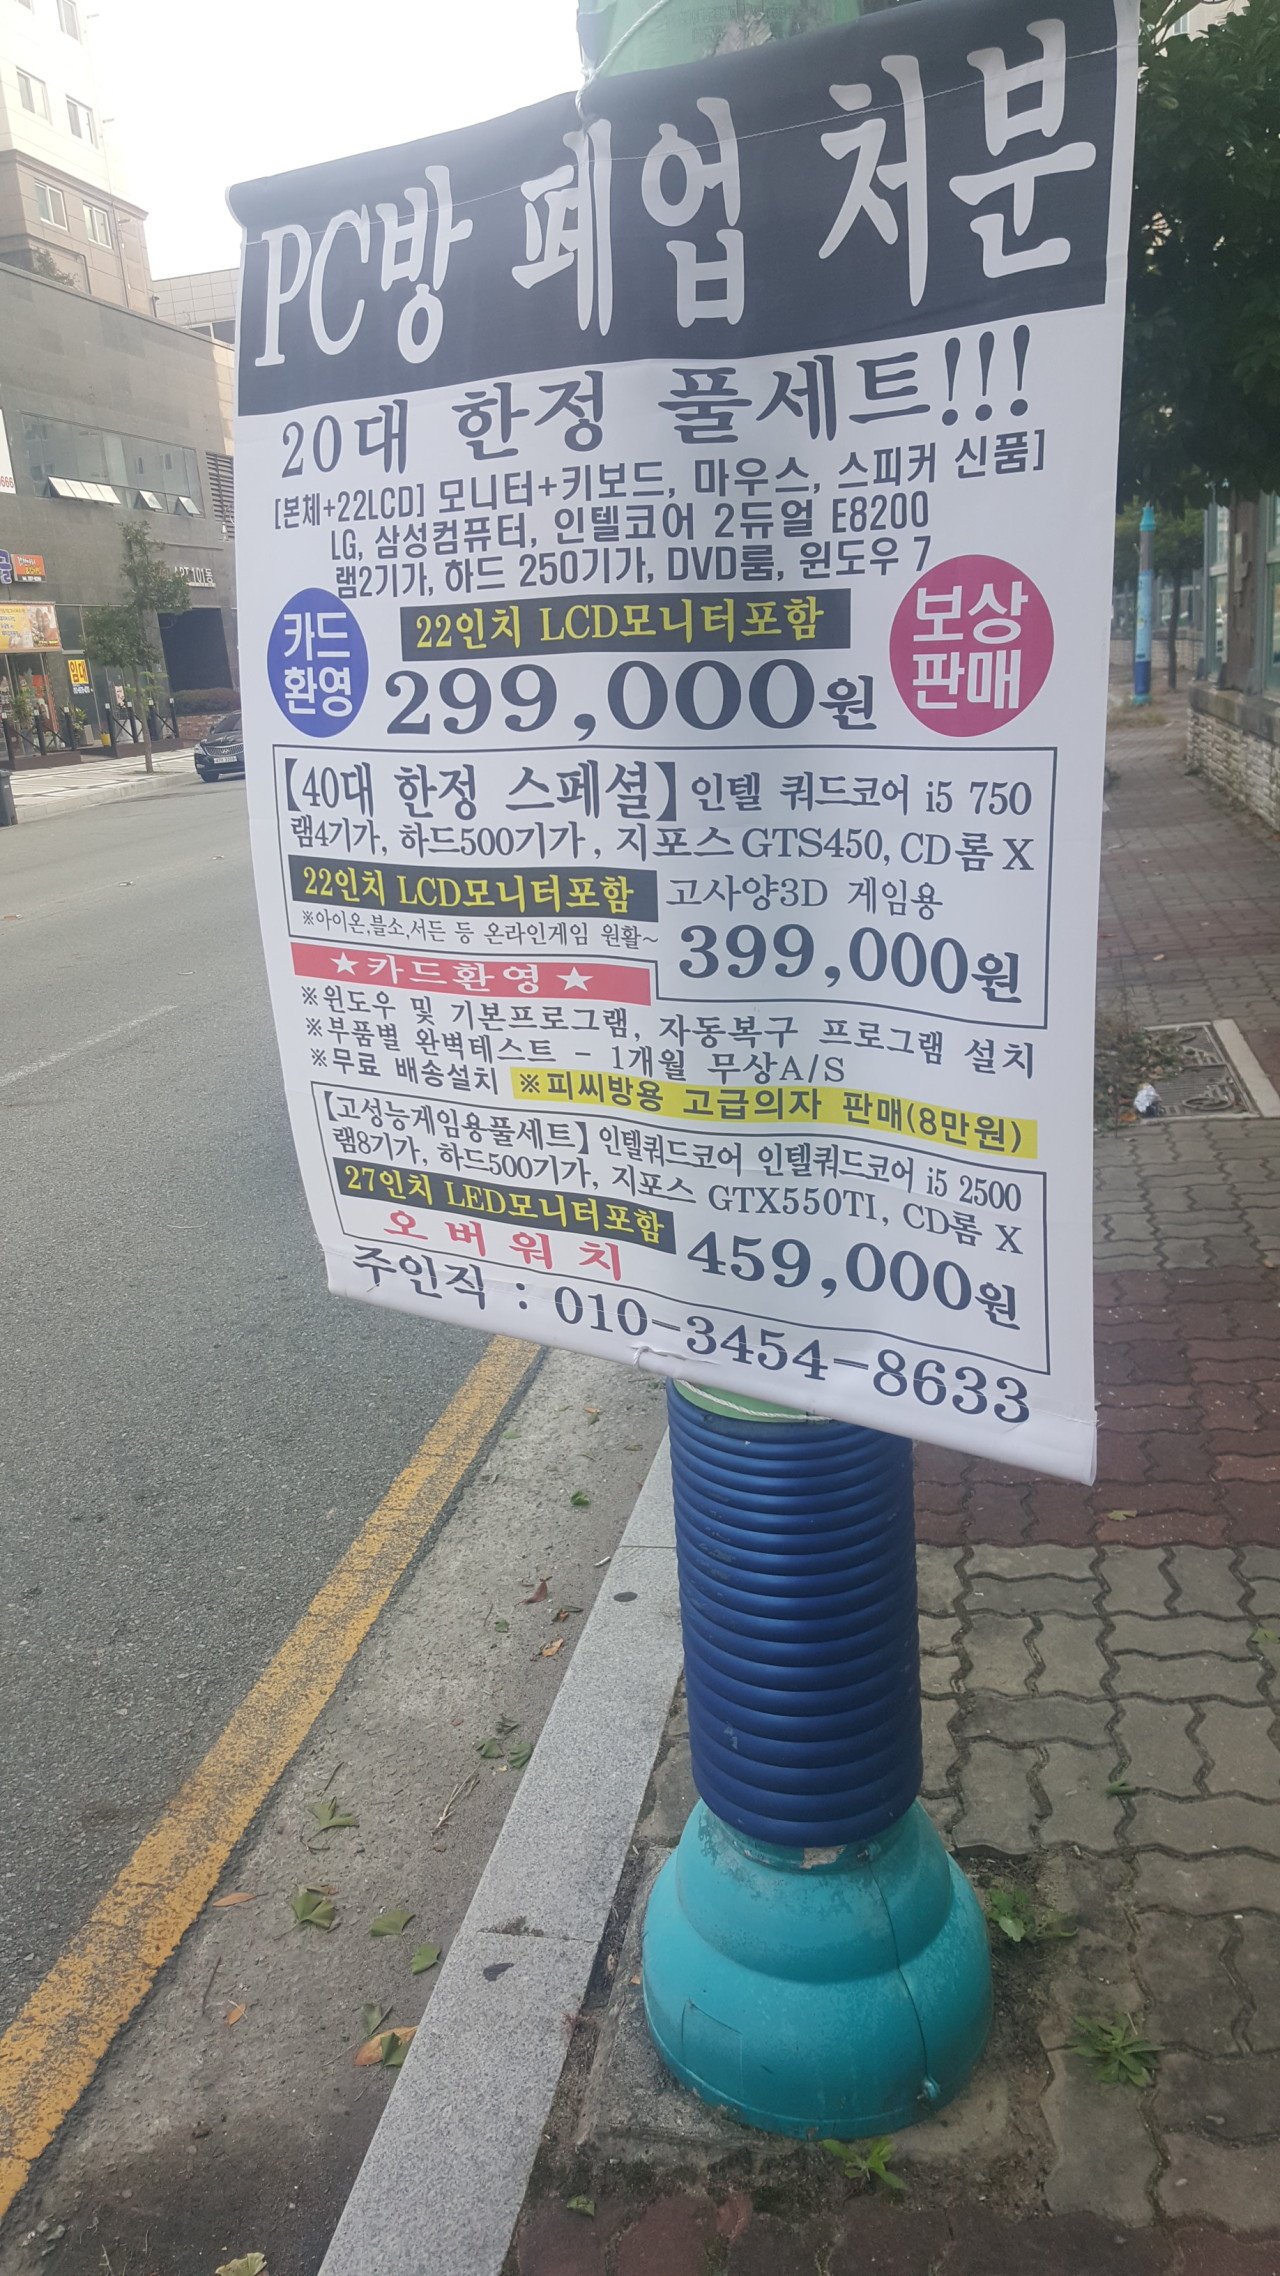 PC방 폐업 처분
20대 한정 풀세트!!!
[본체+22LCD] 모니터+키보드, 마우스, 스피커 신품]
LG, 삼성컴퓨터, 인텔코어 2듀얼 E8200
램2기가, 하드 250기가, DVD룸, 윈도우 7
카드
환영
22인치 LCD모니터포함
299,000원
보상
판매
【40대 한정 스페셜】 인텔 쿼드코어 i5 750
램4기가, 하드500기가, 지포스 GTS450, CD롬 X
22인치 LCD모니터포함 고사양3D 게임용
※아이온,블소,서든 등 온라인게임 원활~
399,000원
★카드환영★
※윈도우 및 기본프로그램, 자동복구 프로그램 설치
※부품별 완벽테스트 - 1개월 무상A/S
※무료 배송설치 ※피씨방용 고급의자 판매(8만원)
【고성능게임용풀세트】 인텔쿼드코어 인텔쿼드코어 i5 2500
램8기가, 하드500기가, 지포스 GTX550TI, CD롬 X
27인치 LED모니터포함
오버워치
459,000원
주인직 : 010-3454-8633
임대
APT 101동